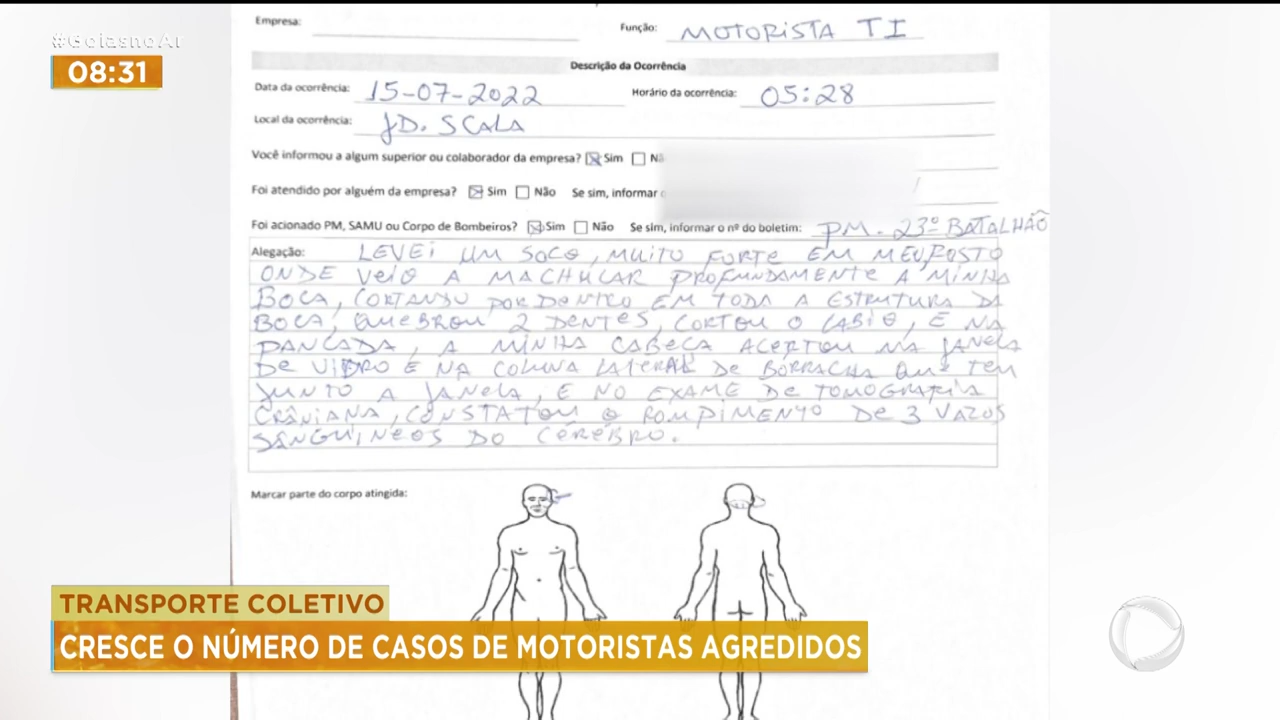 #GoiásnoAr
08:31
Empresa:
Função: MOTORISTA TI
Descrição da Ocorrência
Data da ocorrência: 15-07-2022 Horário da ocorrência: 05:28
Local da ocorrência: JD. SCALA
Você informou a algum superior ou colaborador da empresa? Sim Nã
Foi atendido por alguém da empresa? Sim Não Se sim, informar
Foi acionado PM, SAMU ou Corpo de Bombeiros? Sim Não Se sim, informar o nº do boletim: PM - 23º BATALHÃO
Alegação: LEVEI UM SOCO, MUITO FORTE EM MEU ROSTO
ONDE VEIO A MACHUCAR PROFUNDAMENTE A MINHA
BOCA, CORTANDO POR DENTRO EM TODA A ESTRUTURA DA
BOCA, QUEBROU 2 DENTES, CORTOU O LABIO, E NA
PANCADA, A MINHA CABECA ACERTOU NA JANELA
DE VIDRO E NA COLUNA LATERAL DE BORRACHA QUE TEM
JUNTO A JANELA, E NO EXAME DE TOMOGRAFIA
CRÂNIANA, CONSTATOU O ROMPIMENTO DE 3 VAZOS
SANGUINEOS DO CÉREBRO.
Marcar parte do corpo atingida:
TRANSPORTE COLETIVO
CRESCE O NÚMERO DE CASOS DE MOTORISTAS AGREDIDOS